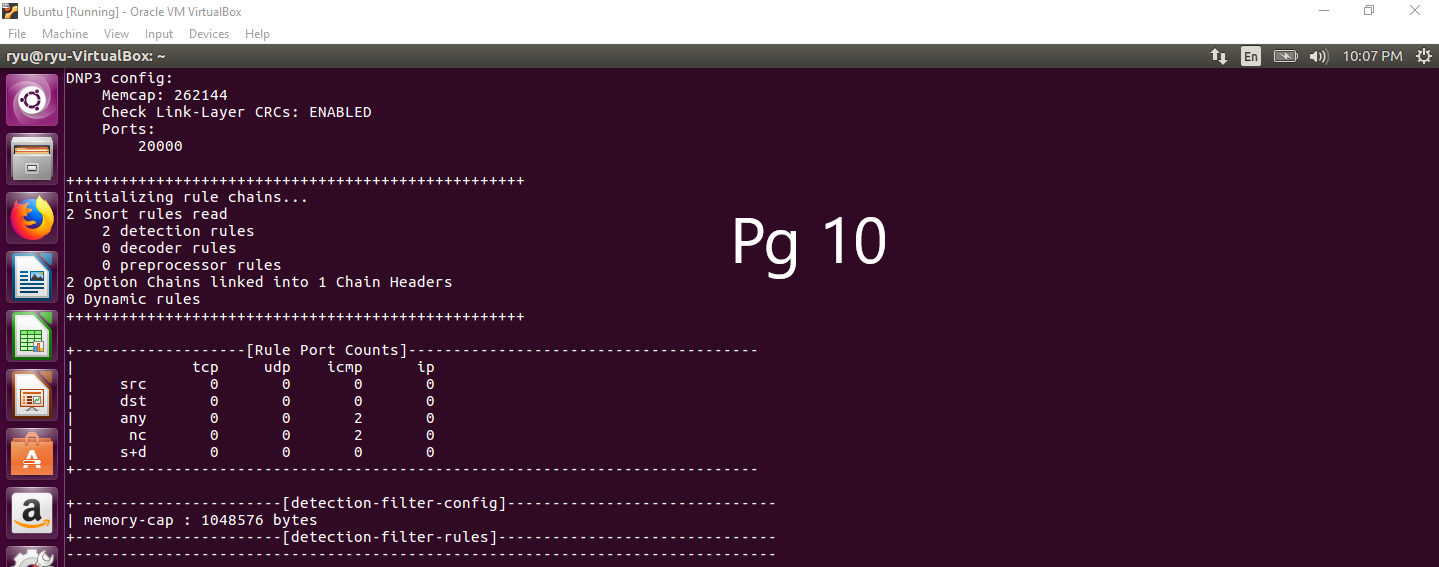 Ubuntu [Running] - Oracle VM VirtualBox
File Machine View Input Devices Help
ryu@ryu-VirtualBox: ~ En 10:07 PM
DNP3 config:
    Memcap: 262144
    Check Link-Layer CRCs: ENABLED
    Ports:
        20000
+++++++++++++++++++++++++++++++++++++++++++++++++++
Initializing rule chains...
2 Snort rules read
    2 detection rules
    0 decoder rules
    0 preprocessor rules
2 Option Chains linked into 1 Chain Headers
0 Dynamic rules
+++++++++++++++++++++++++++++++++++++++++++++++++++
Pg 10
+-------------------[Rule Port Counts]---------------------------------------
|             tcp     udp    icmp      ip
|     src       0       0       0       0
|     dst       0       0       0       0
|     any       0       0       2       0
|      nc       0       0       2       0
|     s+d       0       0       0       0
+----------------------------------------------------------------------------
+-----------------------[detection-filter-config]------------------------------
| memory-cap : 1048576 bytes
+-----------------------[detection-filter-rules]-------------------------------
-------------------------------------------------------------------------------
a